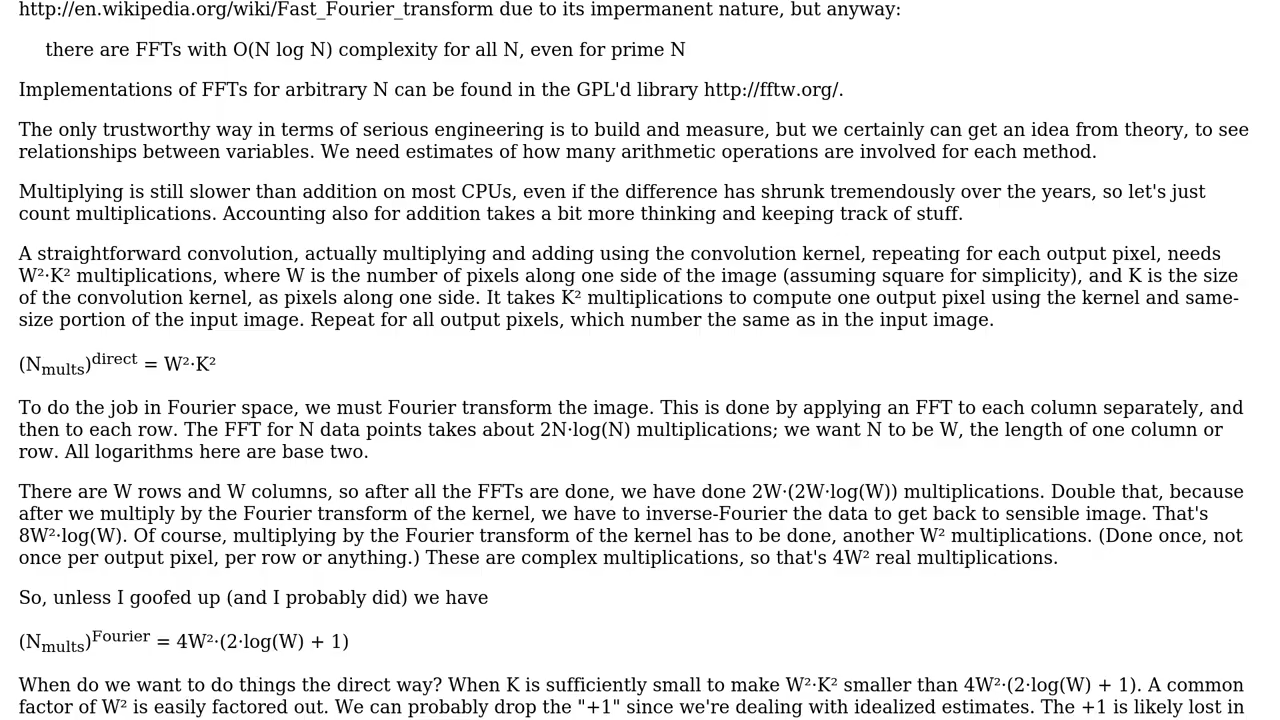 http://en.wikipedia.org/wiki/Fast_Fourier_transform due to its impermanent nature, but anyway:
there are FFTs with O(N log N) complexity for all N, even for prime N
Implementations of FFTs for arbitrary N can be found in the GPL'd library http://fftw.org/.
The only trustworthy way in terms of serious engineering is to build and measure, but we certainly can get an idea from theory, to see
relationships between variables. We need estimates of how many arithmetic operations are involved for each method.
Multiplying is still slower than addition on most CPUs, even if the difference has shrunk tremendously over the years, so let's just
count multiplications. Accounting also for addition takes a bit more thinking and keeping track of stuff.
A straightforward convolution, actually multiplying and adding using the convolution kernel, repeating for each output pixel, needs
W²·K² multiplications, where W is the number of pixels along one side of the image (assuming square for simplicity), and K is the size
of the convolution kernel, as pixels along one side. It takes K² multiplications to compute one output pixel using the kernel and same-
size portion of the input image. Repeat for all output pixels, which number the same as in the input image.
(Nmults)direct = W²·K²
To do the job in Fourier space, we must Fourier transform the image. This is done by applying an FFT to each column separately, and
then to each row. The FFT for N data points takes about 2N·log(N) multiplications; we want N to be W, the length of one column or
row. All logarithms here are base two.
There are W rows and W columns, so after all the FFTs are done, we have done 2W·(2W·log(W)) multiplications. Double that, because
after we multiply by the Fourier transform of the kernel, we have to inverse-Fourier the data to get back to sensible image. That's
8W²·log(W). Of course, multiplying by the Fourier transform of the kernel has to be done, another W² multiplications. (Done once, not
once per output pixel, per row or anything.) These are complex multiplications, so that's 4W² real multiplications.
So, unless I goofed up (and I probably did) we have
(Nmults)Fourier = 4W²·(2·log(W) + 1)
When do we want to do things the direct way? When K is sufficiently small to make W²·K² smaller than 4W²·(2·log(W) + 1). A common
factor of W² is easily factored out. We can probably drop the "+1" since we're dealing with idealized estimates. The +1 is likely lost in